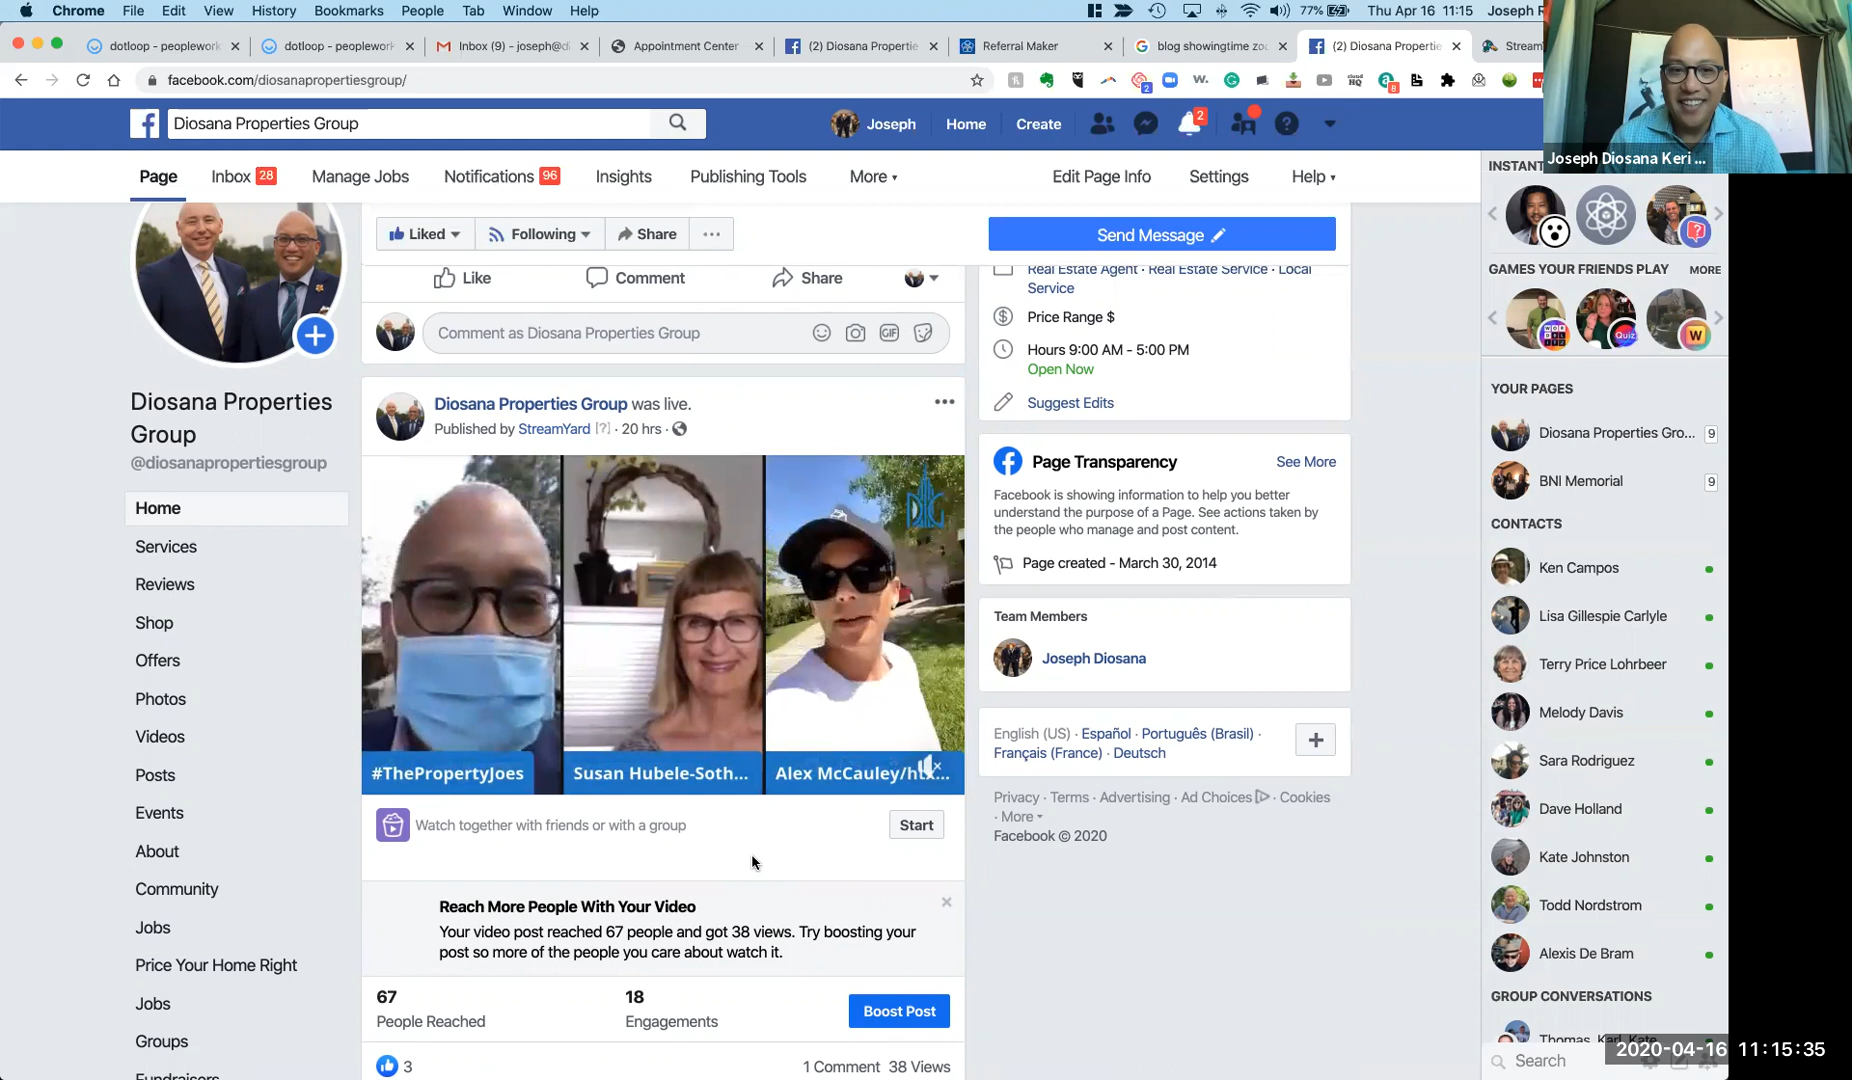 Chrome File Edit View History Bookmarks People Tab Window Help
77% Thu Apr 16 11:15 Joseph
dotloop - peoplework
dotloop - peoplework
Inbox (9) - joseph@di
Appointment Center
(2) Diosana Propertie
Referral Maker
blog showingtime zo
(2) Diosana Propertie
Stream
facebook.com/diosanapropertiesgroup/
2
8
Diosana Properties Group
Joseph Home Create
2
Joseph Diosana Keri ...
Page Inbox 28 Manage Jobs Notifications 96 Insights Publishing Tools More
Edit Page Info Settings Help
Liked Following Share ...
Send Message
Like Comment Share
Comment as Diosana Properties Group
GIF
Diosana Properties
Group
@diosanapropertiesgroup
Home
Services
Reviews
Shop
Offers
Photos
Videos
Posts
Events
About
Community
Jobs
Price Your Home Right
Jobs
Groups
Fundraisers
Diosana Properties Group was live.
Published by StreamYard [?] · 20 hrs ·
#ThePropertyJoes
Susan Hubele-Soth...
Alex McCauley/htx...
Watch together with friends or with a group
Start
Reach More People With Your Video
Your video post reached 67 people and got 38 views. Try boosting your
post so more of the people you care about watch it.
67
People Reached
18
Engagements
Boost Post
3
1 Comment 38 Views
Real Estate Agent · Real Estate Service · Local
Service
Price Range $
Hours 9:00 AM - 5:00 PM
Open Now
Suggest Edits
Page Transparency
See More
Facebook is showing information to help you better
understand the purpose of a Page. See actions taken by
the people who manage and post content.
Page created - March 30, 2014
Team Members
Joseph Diosana
English (US) · Español · Português (Brasil) ·
Français (France) · Deutsch
Privacy · Terms · Advertising · Ad Choices · Cookies
· More
Facebook © 2020
INSTANT
GAMES YOUR FRIENDS PLAY MORE
Quiz
W
YOUR PAGES
Diosana Properties Gro... 9
BNI Memorial 9
CONTACTS
Ken Campos
Lisa Gillespie Carlyle
Terry Price Lohrbeer
Melody Davis
Sara Rodriguez
Dave Holland
Kate Johnston
Todd Nordstrom
Alexis De Bram
GROUP CONVERSATIONS
Thomas, Karl, Kate
Search
2020-04-16 11:15:35